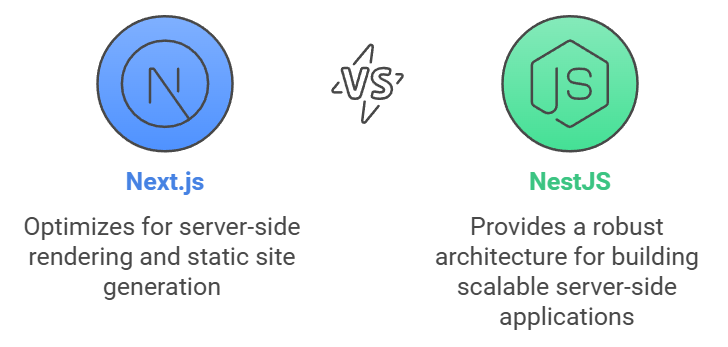 N
VS
JS
Next.js
NestJS
Optimizes for server-side
rendering and static site
generation
Provides a robust
architecture for building
scalable server-side
applications